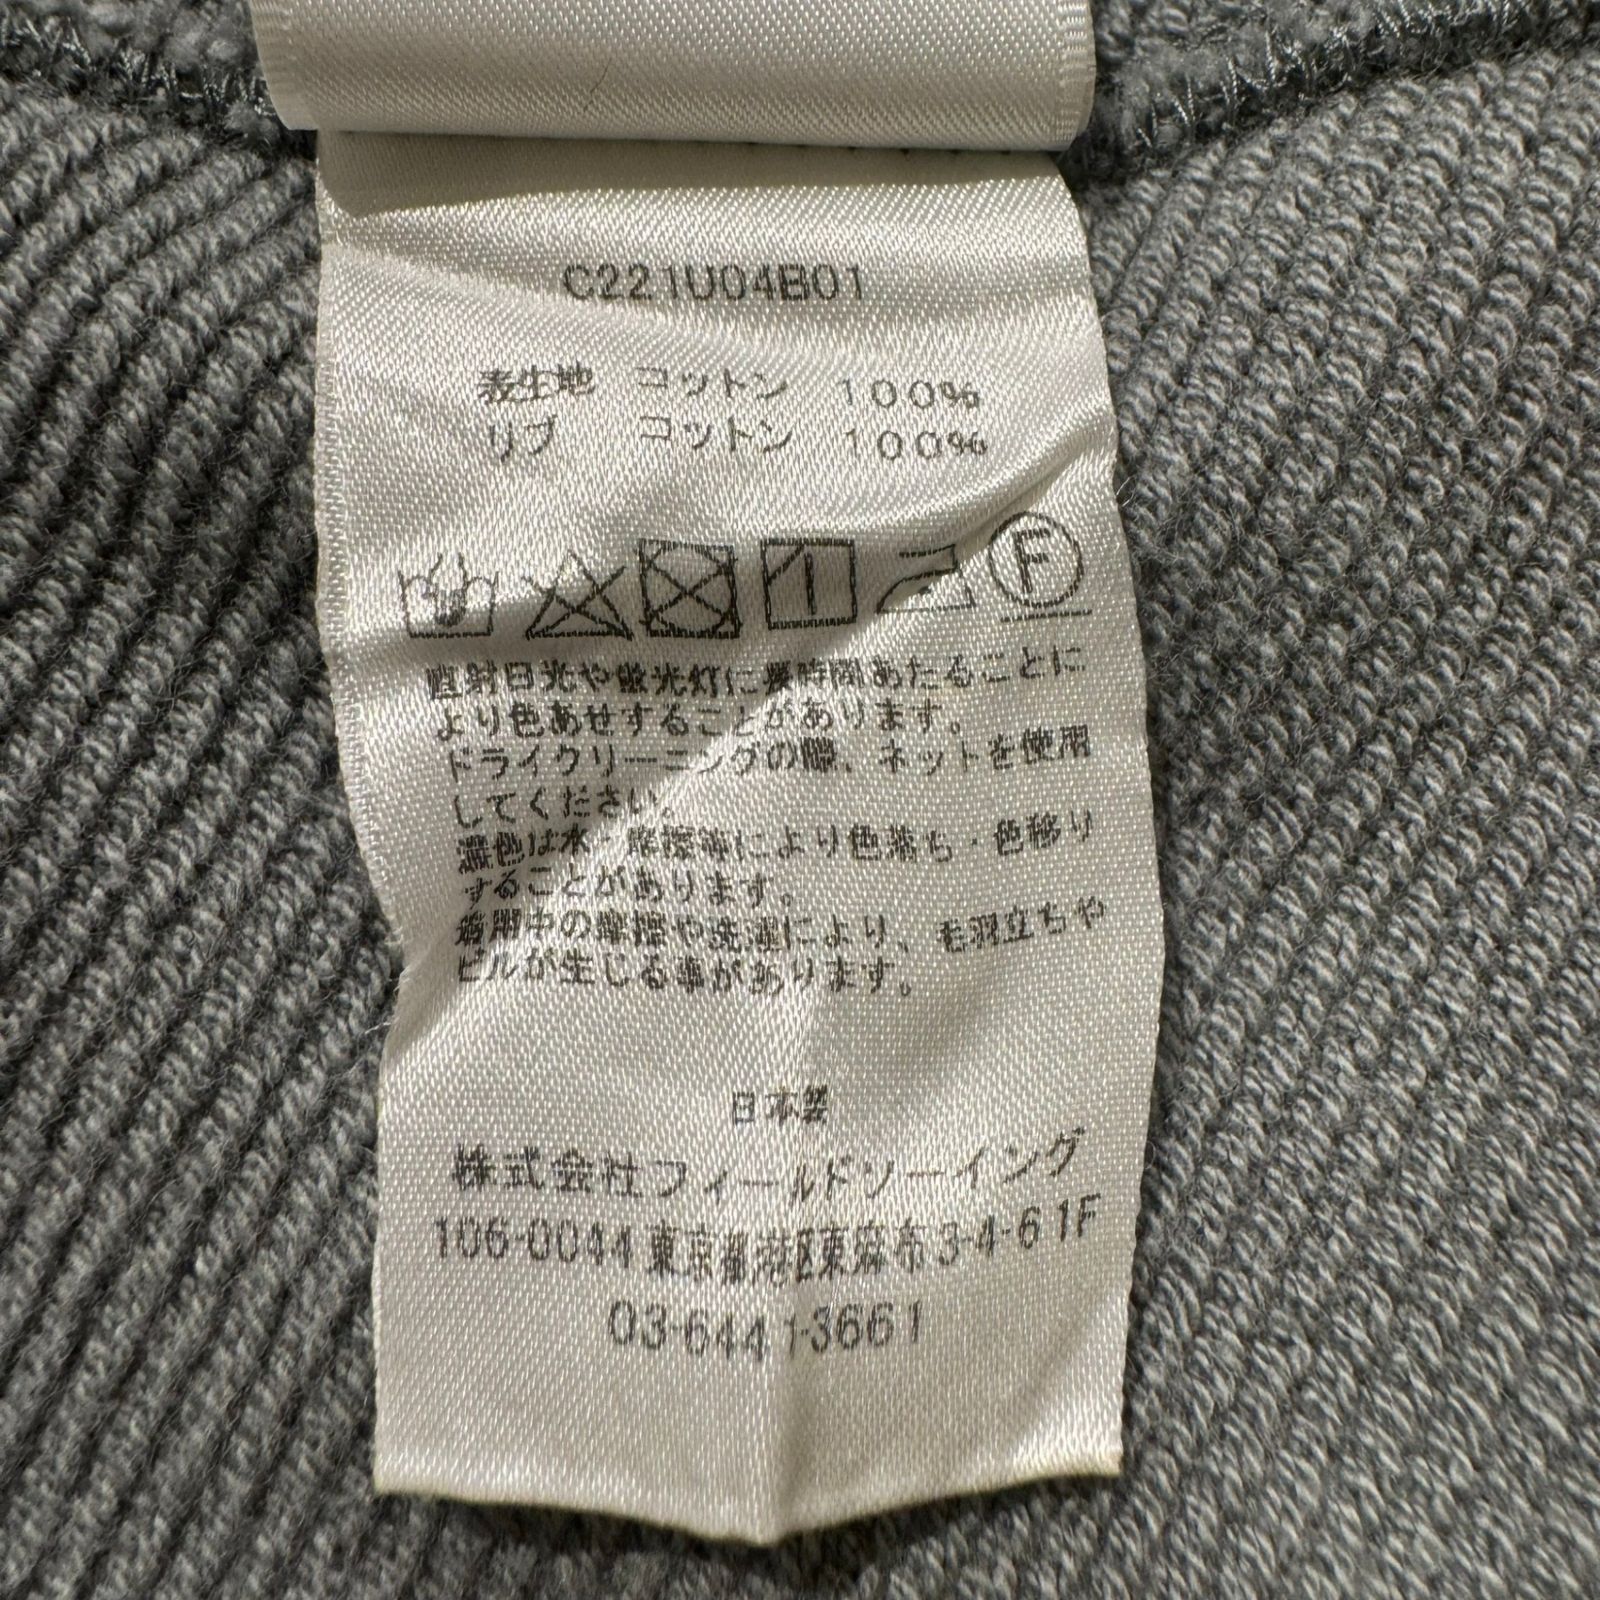 C221U04B01
表生地 コットン 100%
リブ コットン 100%
F
直射日光や蛍光灯に長時間あたることに
より色あせすることがあります。
ドライクリーニングの際、ネットを使用
してください。
濃色は水・摩擦等により色落ち・色移り
することがあります。
着用中の摩擦や洗濯により、毛羽立ちや
ピルが生じる事があります。
日本製
株式会社フィールドソーイング
106-0044 東京都港区東麻布3-4-6 1F
03-6441-3661